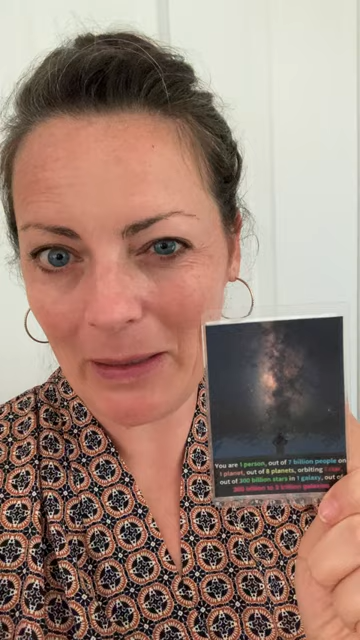 You are 1 person, out of 7 billion people on
1 planet, out of 8 planets, orbiting 1 star
out of 200 billion stars in 1 galaxy, out of